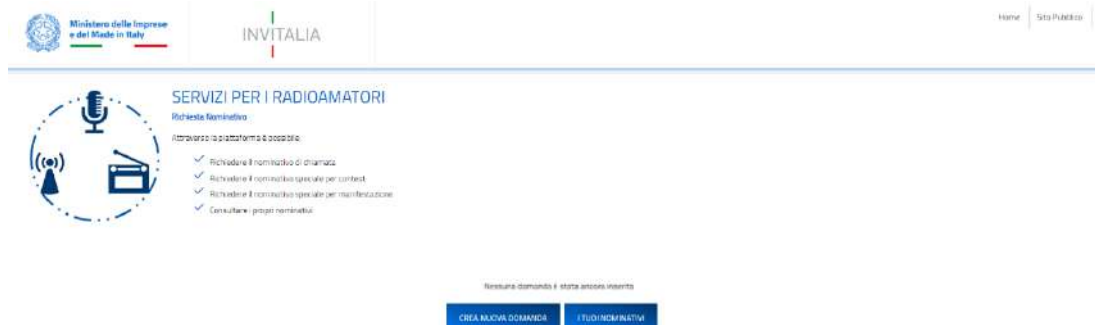 Ministero delle Imprese
e del Made in Italy
INVITALIA
Home
Sito Pubblico
SERVIZI PER I RADIOAMATORI
Richiesta Nominativo
Attraverso la piattaforma è possibile:
Richiedere il nominativo di chiamata
Richiedere il nominativo speciale per contest
Richiedere il nominativo speciale per manifestazione
Consultare i propri nominativi
Nessuna domanda è stata ancora inserita
CREA NUOVA DOMANDA
I TUOI NOMINATIVI